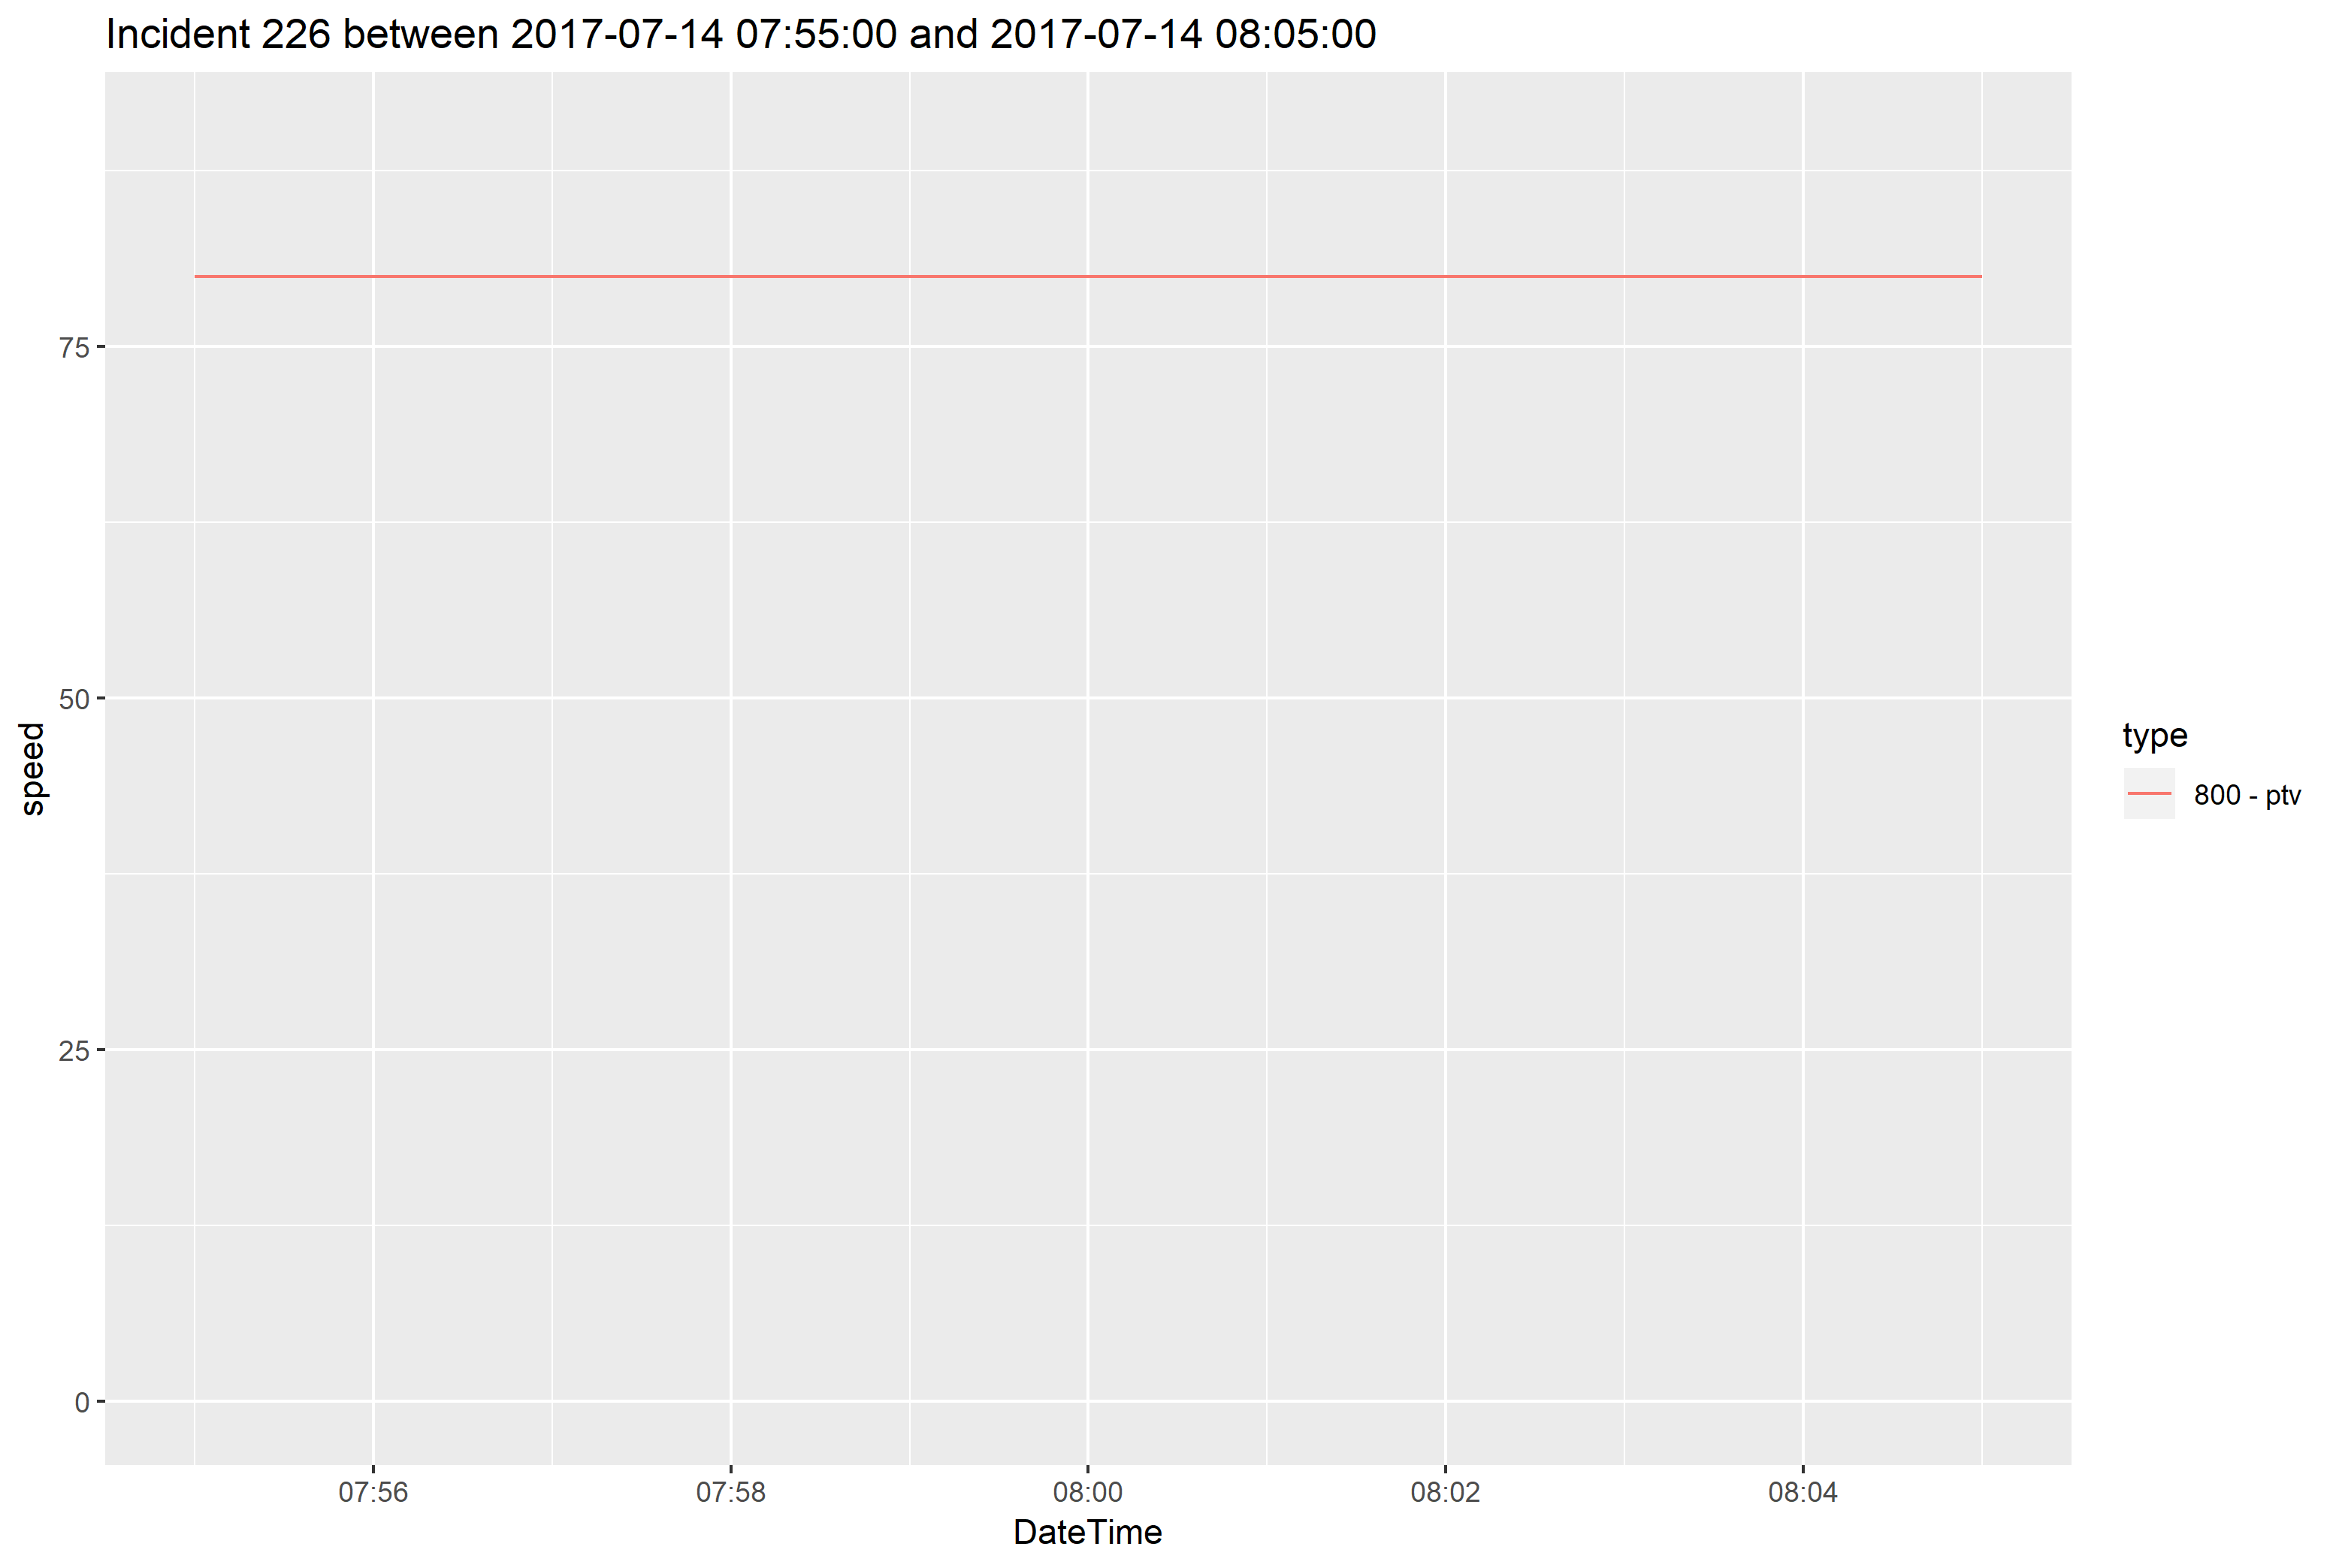 Incident 226 between 2017-07-14 07:55:00 and 2017-07-14 08:05:00
75
50
25
0
speed
07:56 07:58 08:00 08:02 08:04
DateTime
type
800 - ptv